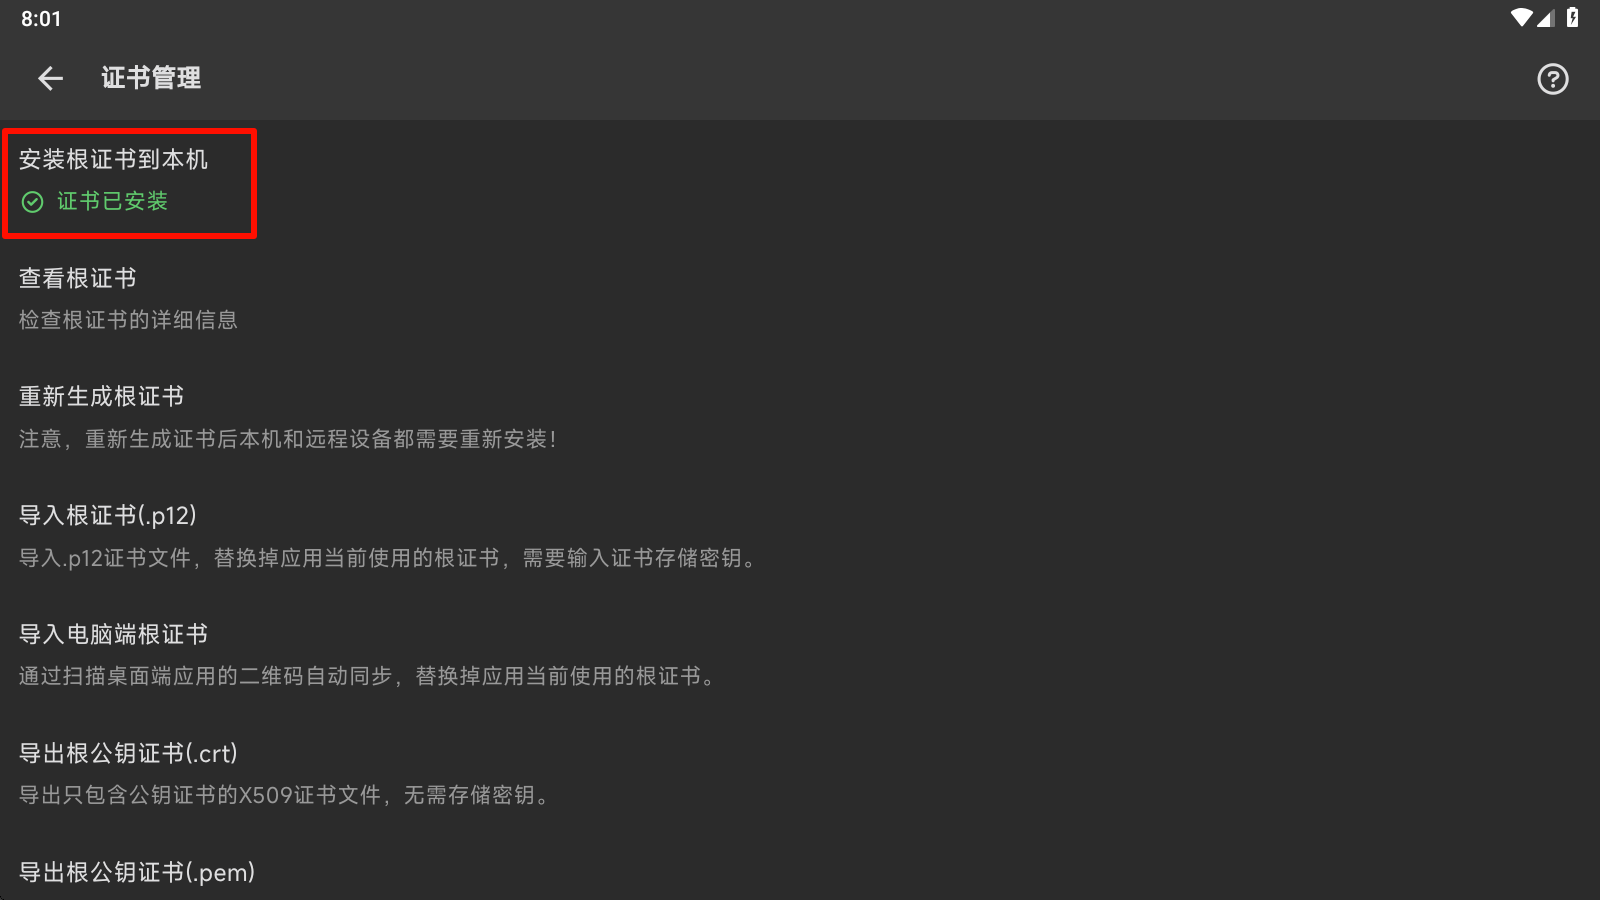 8:01
证书管理
安装根证书到本机
证书已安装
查看根证书
检查根证书的详细信息
重新生成根证书
注意，重新生成证书后本机和远程设备都需要重新安装！
导入根证书(.p12)
导入.p12证书文件，替换掉应用当前使用的根证书，需要输入证书存储密钥。
导入电脑端根证书
通过扫描桌面端应用的二维码自动同步，替换掉应用当前使用的根证书。
导出根公钥证书(.crt)
导出只包含公钥证书的X509证书文件，无需存储密钥。
导出根公钥证书(.pem)